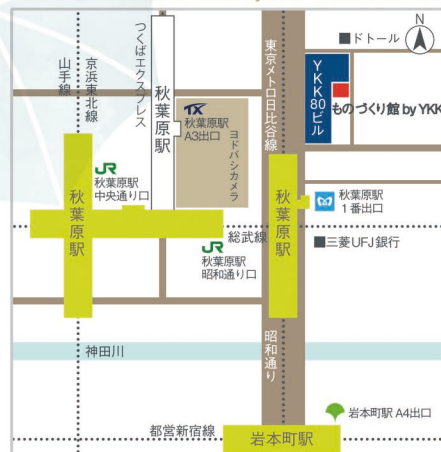 山手線
京浜東北線
つくばエクスプレス
秋葉原駅
東京メトロ日比谷線
■ドトール
N
YKK80ビル
ものづくり館 by YKK
TX
秋葉原駅
A3出口
ヨドバシカメラ
JR
秋葉原駅
中央通り口
秋葉原駅
秋葉原駅
秋葉原駅
1番出口
総武線
JR
秋葉原駅
昭和通り口
■三菱UFJ銀行
昭和通り
神田川
都営新宿線
岩本町駅
岩本町駅 A4出口